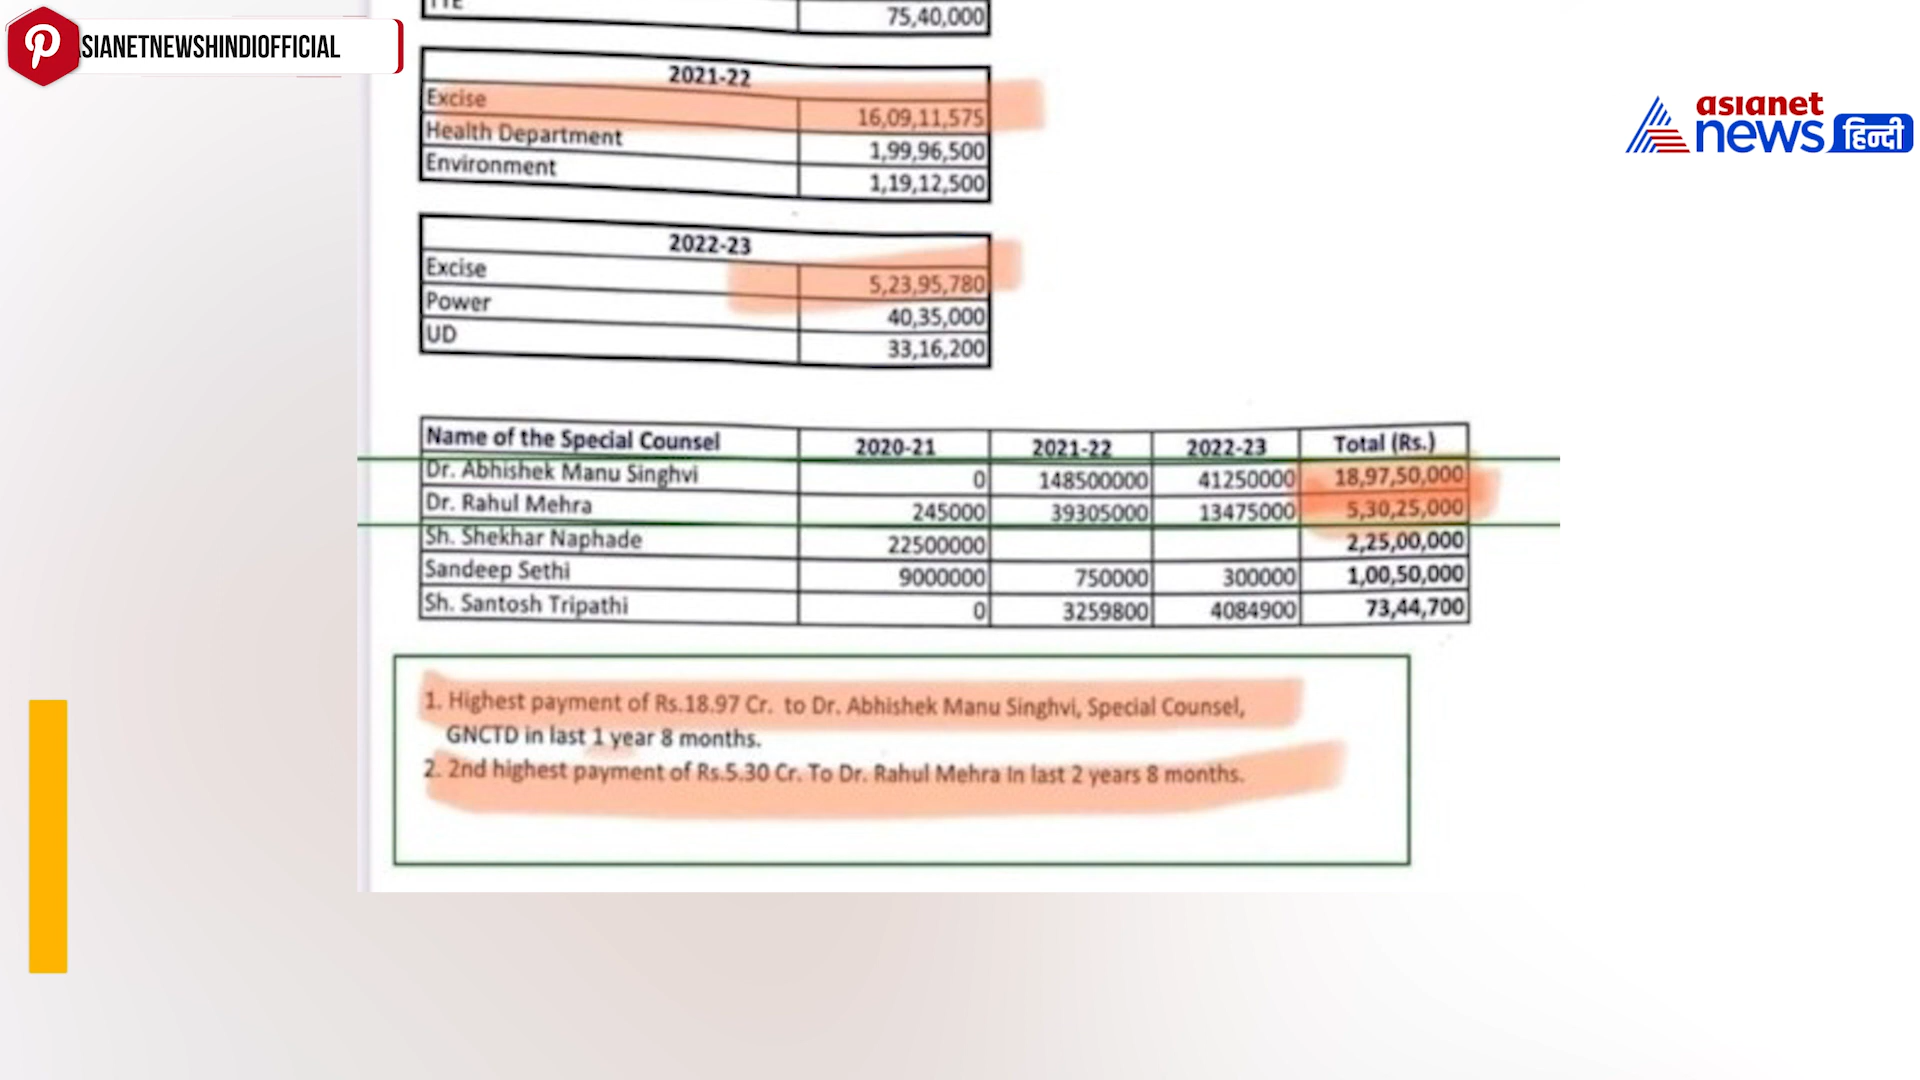 SIANETNEWSHINDIOFFICIAL
asianet
news हिन्दी
75,40,000
2021-22
Excise 16,09,11,575
Health Department 1,99,96,500
Environment 1,19,12,500
2022-23
Excise 5,23,95,780
Power 40,35,000
UD 33,16,200
Name of the Special Counsel 2020-21 2021-22 2022-23 Total (Rs.)
Dr. Abhishek Manu Singhvi 0 148500000 41250000 18,97,50,000
Dr. Rahul Mehra 245000 39305000 13475000 5,30,25,000
Sh. Shekhar Naphade 22500000 2,25,00,000
Sandeep Sethi 9000000 750000 300000 1,00,50,000
Sh. Santosh Tripathi 0 3259800 4084900 73,44,700
1. Highest payment of Rs.18.97 Cr. to Dr. Abhishek Manu Singhvi, Special Counsel,
GNCTD in last 1 year 8 months.
2. 2nd highest payment of Rs.5.30 Cr. To Dr. Rahul Mehra In last 2 years 8 months.